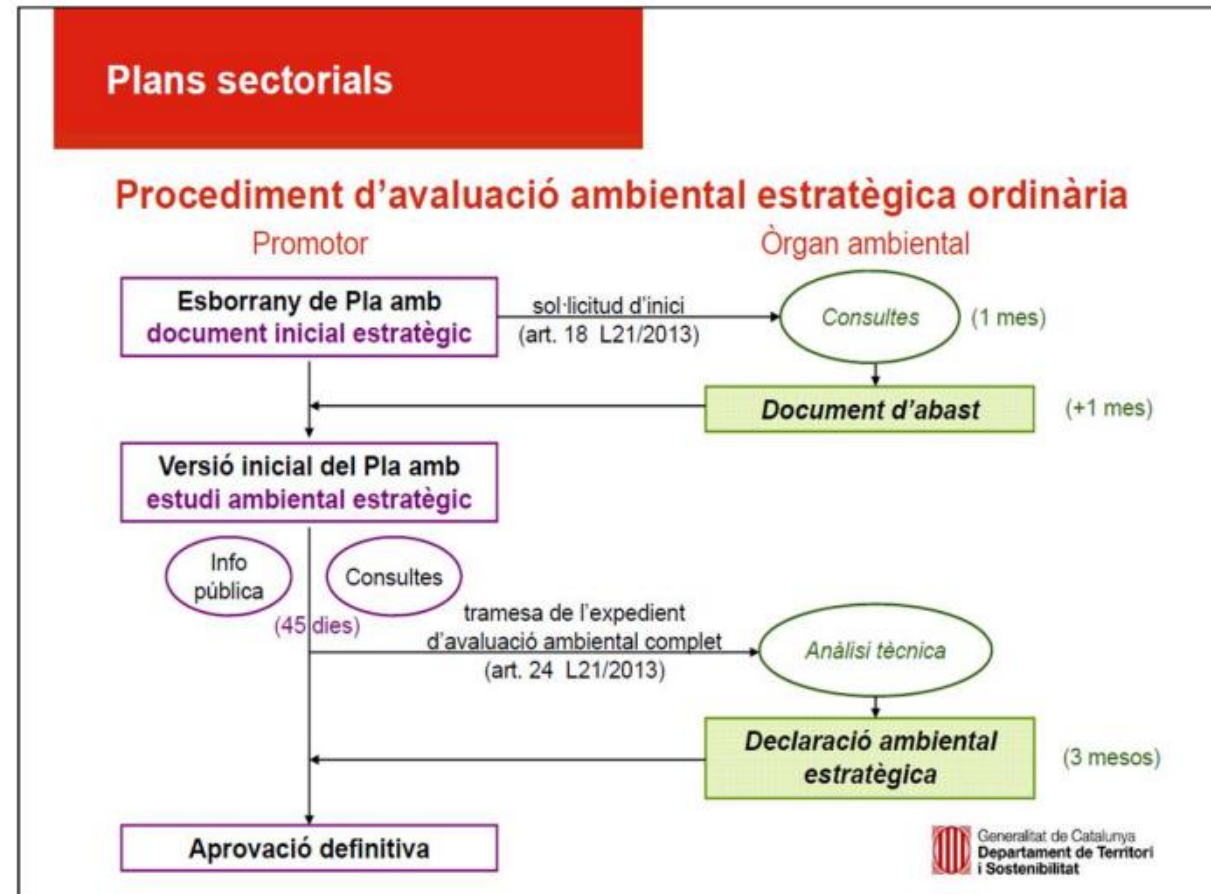 Plans sectorials
Procediment d'avaluació ambiental estratègica ordinària
Promotor
Òrgan ambiental
Esborrany de Pla amb
document inicial estratègic
sol·licitud d'inici
(art. 18 L21/2013)
Consultes
(1 mes)
Document d'abast
(+1 mes)
Versió inicial del Pla amb
estudi ambiental estratègic
Info
pública
Consultes
(45 dies)
tramesa de l'expedient
d'avaluació ambiental complet
(art. 24 L21/2013)
Anàlisi tècnica
Declaració ambiental
estratègica
(3 mesos)
Aprovació definitiva
Generalitat de Catalunya
Departament de Territori
i Sostenibilitat